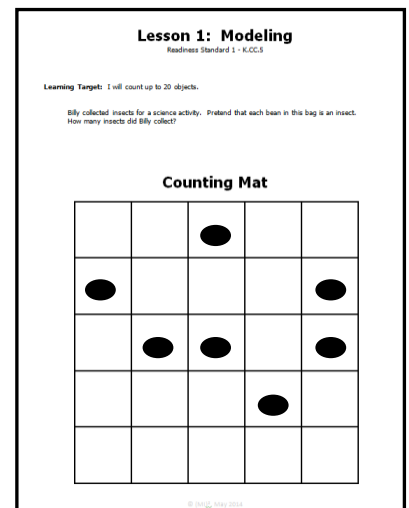 Lesson 1: Modeling
Readiness Standard 1 - K.CC.5
Learning Target: I will count up to 20 objects.
Billy collected insects for a science activity. Pretend that each bean in this bag is an insect.
How many insects did Billy collect?
Counting Mat
May 2014